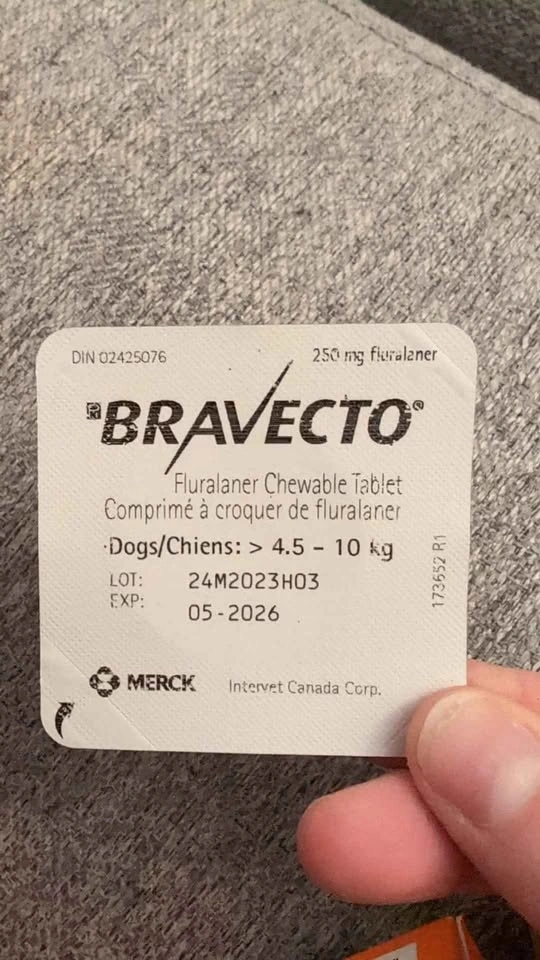 DIN 02425076 250 mg fluralaner
BRAVECTO®
Fluralaner Chewable Tablet
Comprimé à croquer de fluralaner
Dogs/Chiens: > 4.5 – 10 kg
LOT: 24M2023H03
EXP: 05-2026
173652 R1
MERCK Intervet Canada Corp.